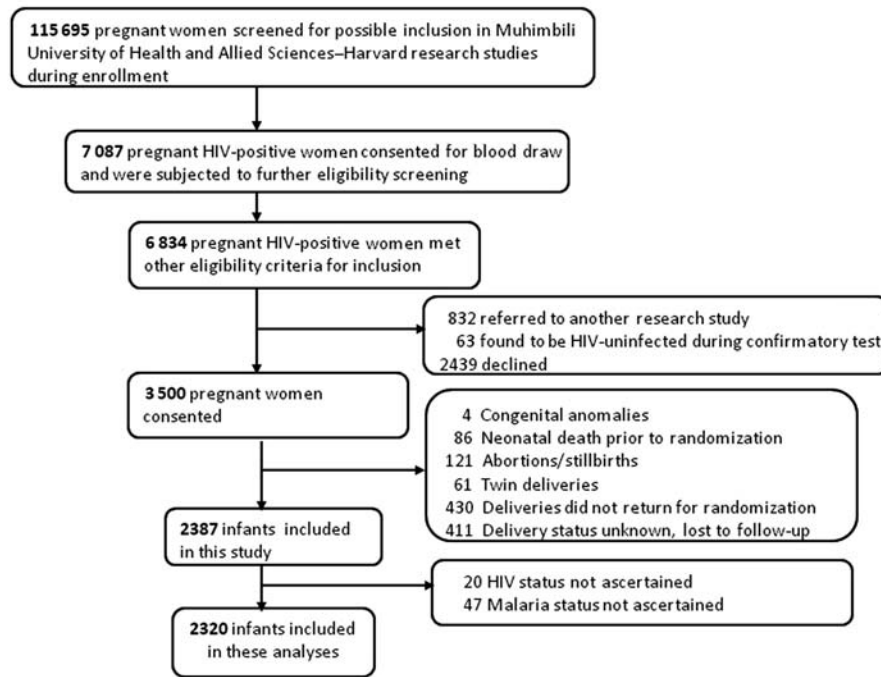 115 695 pregnant women screened for possible inclusion in Muhimbili
University of Health and Allied Sciences–Harvard research studies
during enrollment
7 087 pregnant HIV-positive women consented for blood draw
and were subjected to further eligibility screening
6 834 pregnant HIV-positive women met
other eligibility criteria for inclusion
832 referred to another research study
63 found to be HIV-uninfected during confirmatory test
2439 declined
3 500 pregnant women
consented
4 Congenital anomalies
86 Neonatal death prior to randomization
121 Abortions/stillbirths
61 Twin deliveries
430 Deliveries did not return for randomization
411 Delivery status unknown, lost to follow-up
2387 infants included
in this study
20 HIV status not ascertained
47 Malaria status not ascertained
2320 infants included
in these analyses